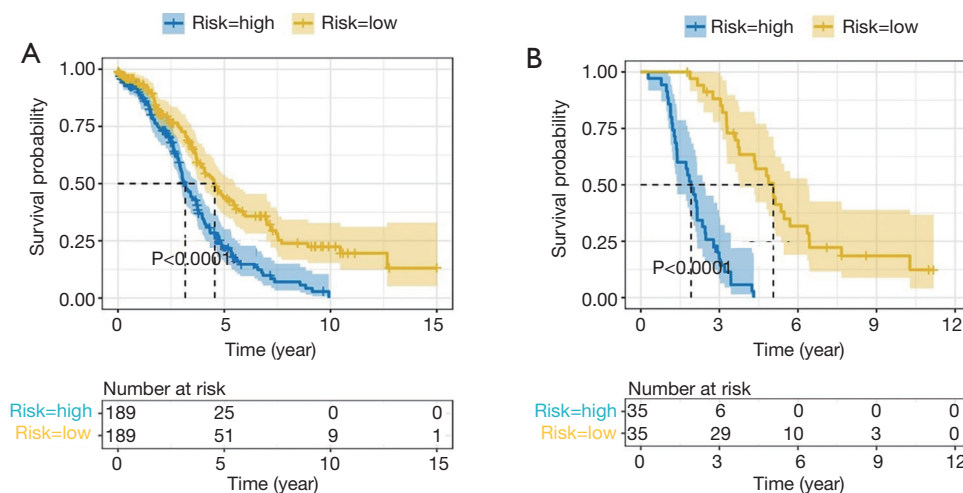 A
Risk=high Risk=low
Survival probability
1.00
0.75
0.50
0.25
0.00
P<0.0001
0 5 10 15
Time (year)
Number at risk
Risk=high 189 25 0 0
Risk=low 189 51 9 1
0 5 10 15
Time (year)
B
Risk=high Risk=low
Survival probability
1.00
0.75
0.50
0.25
0.00
P<0.0001
0 3 6 9 12
Time (year)
Number at risk
Risk=high 35 6 0 0 0
Risk=low 35 29 10 3 0
0 3 6 9 12
Time (year)